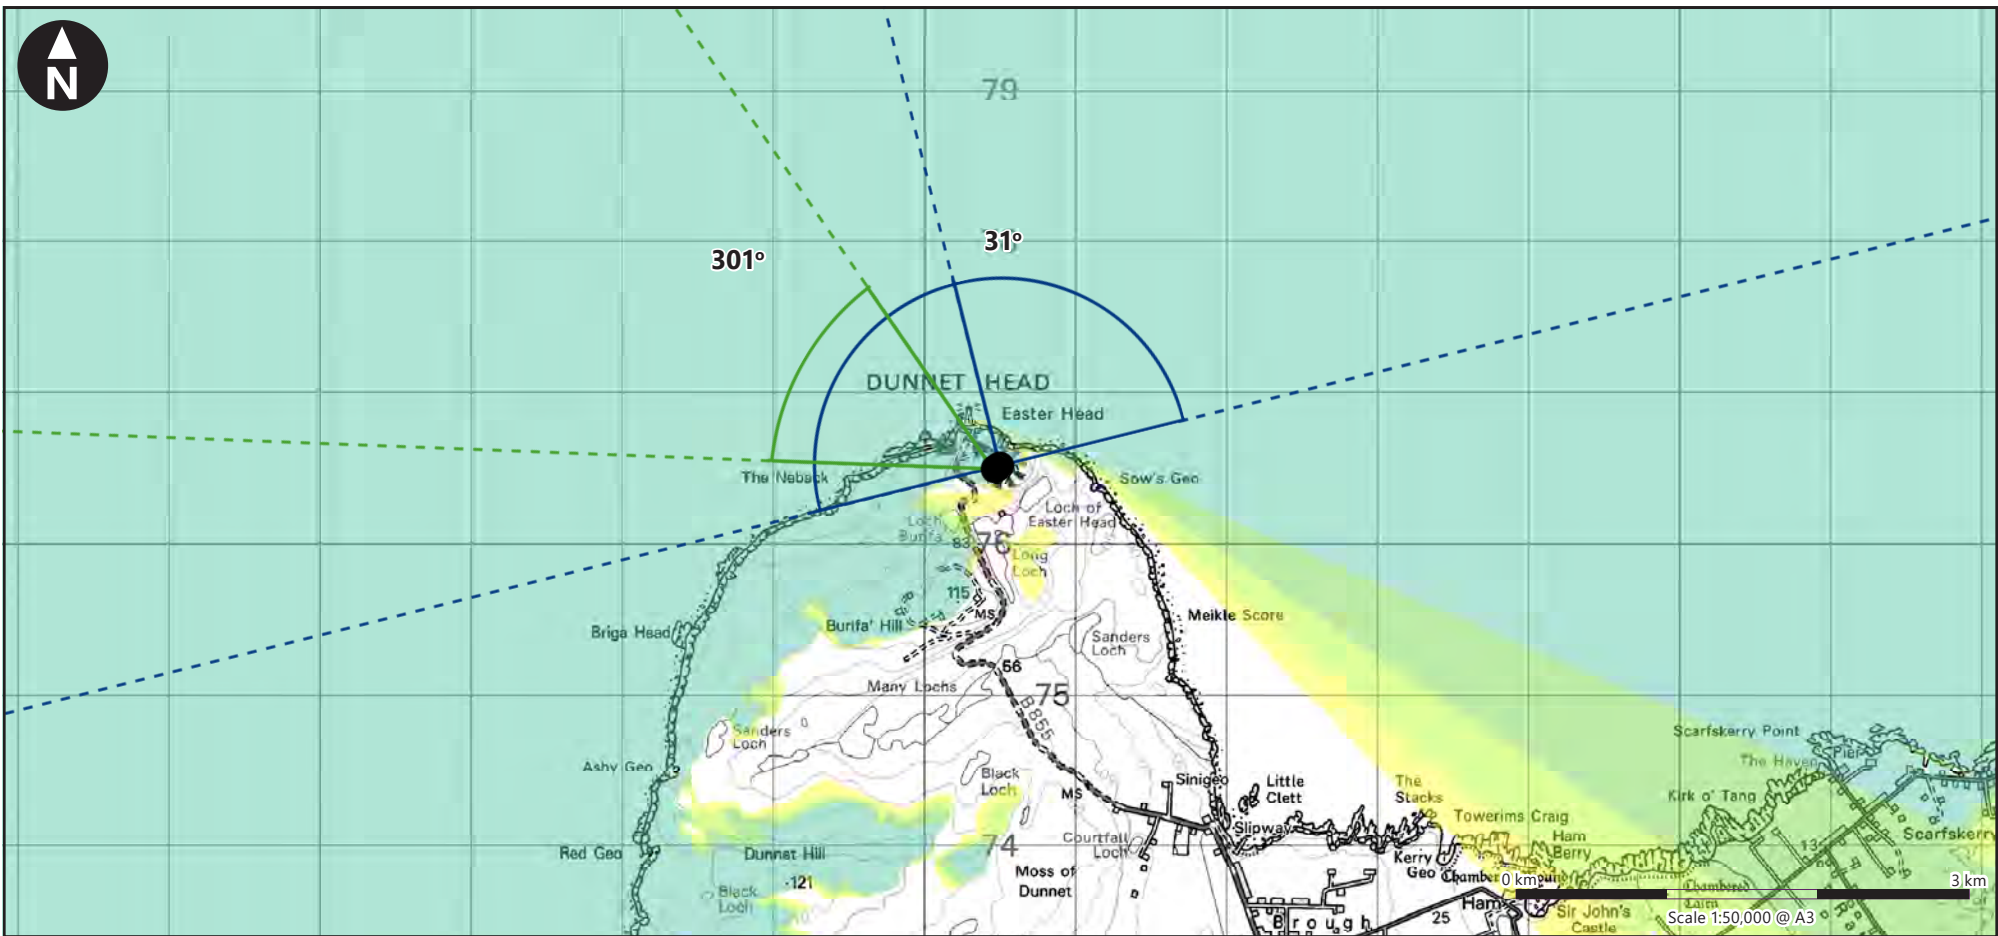 N
79
31º
301º
DUNNET HEAD
Easter Head
The Neback
Sow's Geo
Loch of
Easter Head
Loch
Burifa
83
76
Long
Loch
115
MS
Burifa' Hill
Briga Head
Meikle Score
Sanders
Loch
56
Many Lochs
75
B855
Sanders
Loch
Scarfskerry Point
Pier
The Haven
Ashy Geo
Black
Loch
MS
Sinigeo
Little
Clett
The
Stacks
Kirk o' Tang
Towerims Craig
Slipway
Ham
Berry
Scarfskerry
Courtfall
Loch
74
13
Red Geo
Dunnet Hill
Kerry
Geo
Moss of
Dunnet
121
Black
Loch
0 km
3 km
Chambered
Cairn
Ham
Sir John's
Castle
25
Brough
Scale 1:50,000 @ A3